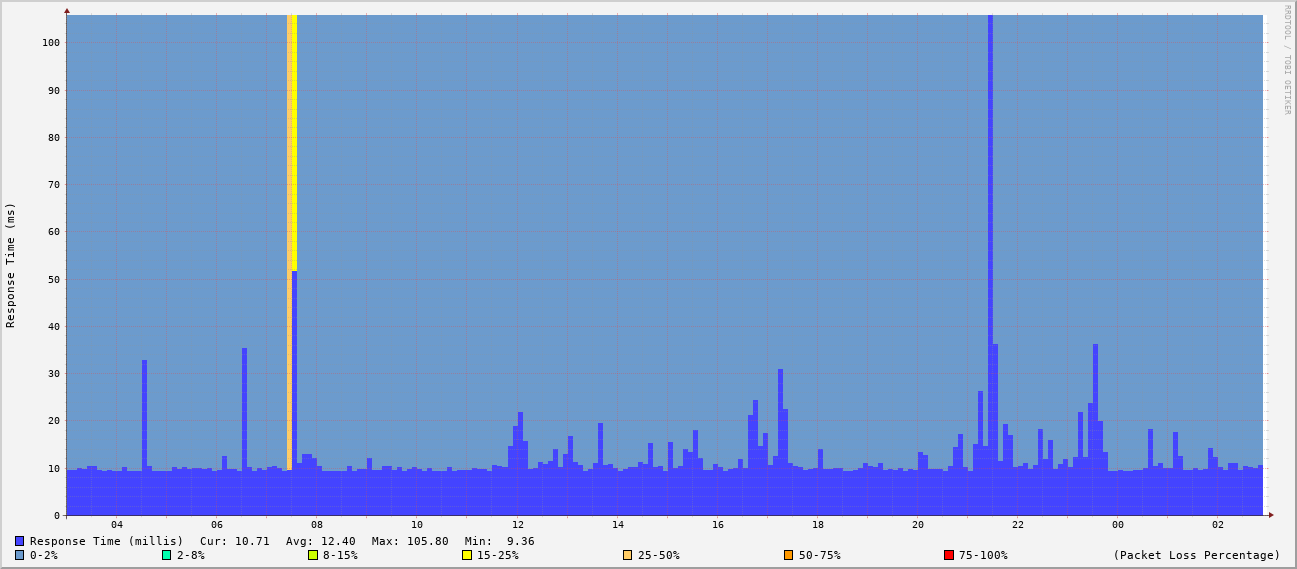 RRDTOOL / TOBI OETIKER
Response Time (ms)
100
90
80
70
60
50
40
30
20
10
0
04 06 08 10 12 14 16 18 20 22 00 02
Response Time (millis) Cur: 10.71 Avg: 12.40 Max: 105.80 Min: 9.36
0-2% 2-8% 8-15% 15-25% 25-50% 50-75% 75-100% (Packet Loss Percentage)